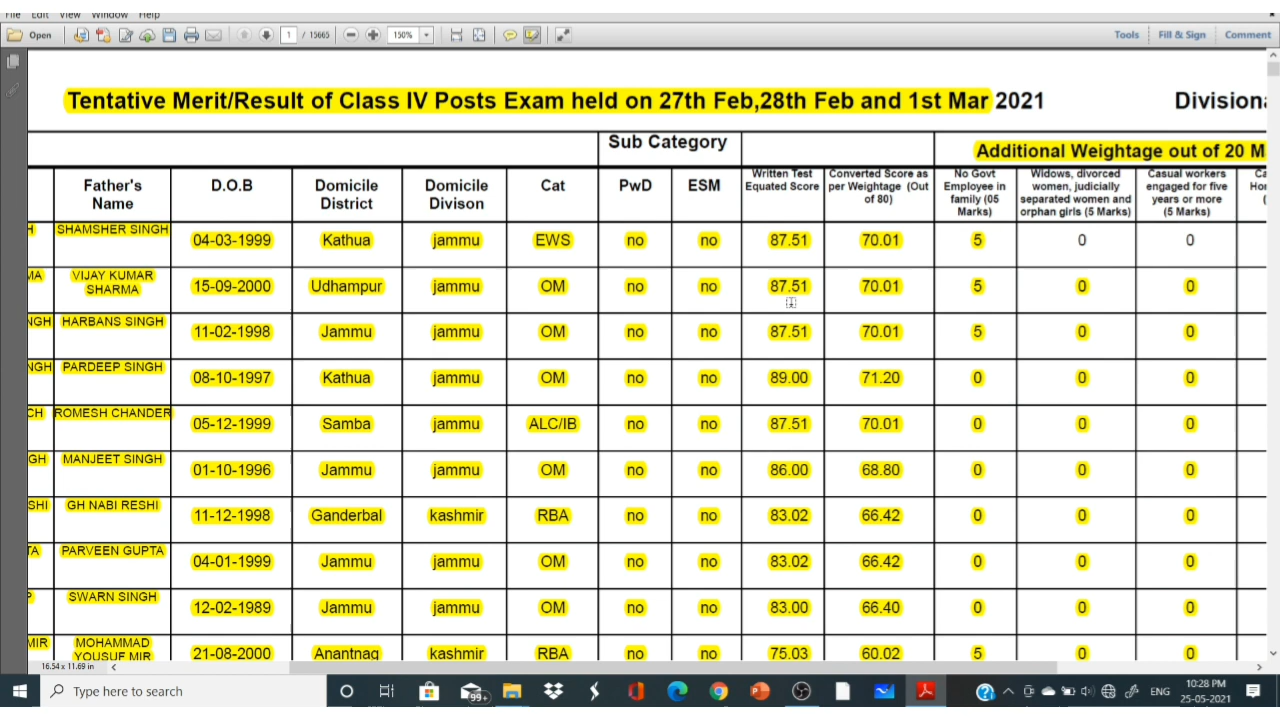 File Edit View Window Help
Open 1 / 15665 150% Tools Fill & Sign Comment
Tentative Merit/Result of Class IV Posts Exam held on 27th Feb,28th Feb and 1st Mar 2021
Sub Category Additional Weightage out of 20 M
Father's Name D.O.B Domicile District Domicile Divison Cat PwD ESM Written Test Equated Score Converted Score as per Weightage (Out of 80) No Govt Employee in family (05 Marks) Widows, divorced women, judicially separated women and orphan girls (5 Marks) Casual workers engaged for five years or more (5 Marks)
SHAMSHER SINGH 04-03-1999 Kathua jammu EWS no no 87.51 70.01 5 0 0
MA VIJAY KUMAR SHARMA 15-09-2000 Udhampur jammu OM no no 87.51 70.01 5 0 0
NGH HARBANS SINGH 11-02-1998 Jammu jammu OM no no 87.51 70.01 5 0 0
NGH PARDEEP SINGH 08-10-1997 Kathua jammu OM no no 89.00 71.20 0 0 0
CH ROMESH CHANDER 05-12-1999 Samba jammu ALC/IB no no 87.51 70.01 0 0 0
GH MANJEET SINGH 01-10-1996 Jammu jammu OM no no 86.00 68.80 0 0 0
SHI GH NABI RESHI 11-12-1998 Ganderbal kashmir RBA no no 83.02 66.42 0 0 0
TA PARVEEN GUPTA 04-01-1999 Jammu jammu OM no no 83.02 66.42 0 0 0
SWARN SINGH 12-02-1989 Jammu jammu OM no no 83.00 66.40 0 0 0
MIR MOHAMMAD YOUSUF MIR 21-08-2000 Anantnag kashmir RBA no no 75.03 60.02 5 0 0
16.54 x 11.69 in
Type here to search 99+ ENG 10:28 PM
25-05-2021